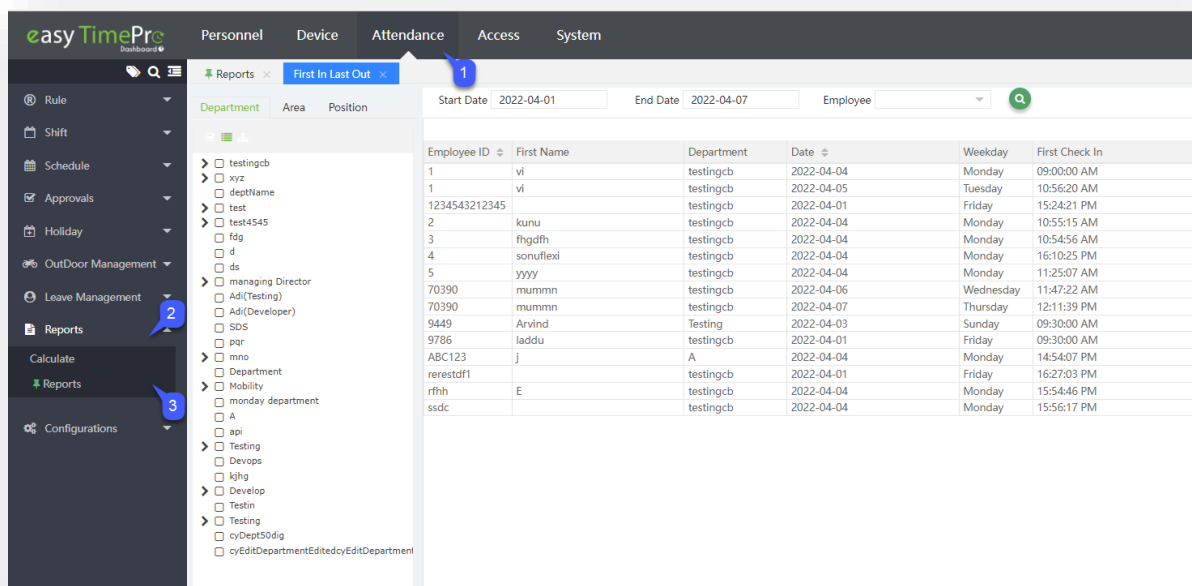 easy TimePro
Dashboard
Personnel Device Attendance Access System
1
Reports × First In Last Out ×
Rule
Shift
Schedule
Approvals
Holiday
OutDoor Management
Leave Management
2
Reports
Calculate
Reports
3
Configurations
Department Area Position
testingcb
xyz
deptName
test
test4545
fdg
d
ds
managing Director
Adi(Testing)
Adi(Developer)
SDS
pqr
mno
Department
Mobility
monday department
A
api
Testing
Devops
kjhg
Develop
Testin
Testing
cyDept50dig
cyEditDepartmentEditedcyEditDepartment
Start Date 2022-04-01 End Date 2022-04-07 Employee
Employee ID First Name Department Date Weekday First Check In
1 vi testingcb 2022-04-04 Monday 09:00:00 AM
1 vi testingcb 2022-04-05 Tuesday 10:56:20 AM
1234543212345 testingcb 2022-04-01 Friday 15:24:21 PM
2 kunu testingcb 2022-04-04 Monday 10:55:15 AM
3 fhgdfh testingcb 2022-04-04 Monday 10:54:56 AM
4 sonuflexi testingcb 2022-04-04 Monday 16:10:25 PM
5 yyyy testingcb 2022-04-04 Monday 11:25:07 AM
70390 mummn testingcb 2022-04-06 Wednesday 11:47:22 AM
70390 mummn testingcb 2022-04-07 Thursday 12:11:39 PM
9449 Arvind Testing 2022-04-03 Sunday 09:30:00 AM
9786 laddu testingcb 2022-04-01 Friday 09:30:00 AM
ABC123 j A 2022-04-04 Monday 14:54:07 PM
rerestdf1 testingcb 2022-04-01 Friday 16:27:03 PM
rfhh E testingcb 2022-04-04 Monday 15:54:46 PM
ssdc testingcb 2022-04-04 Monday 15:56:17 PM